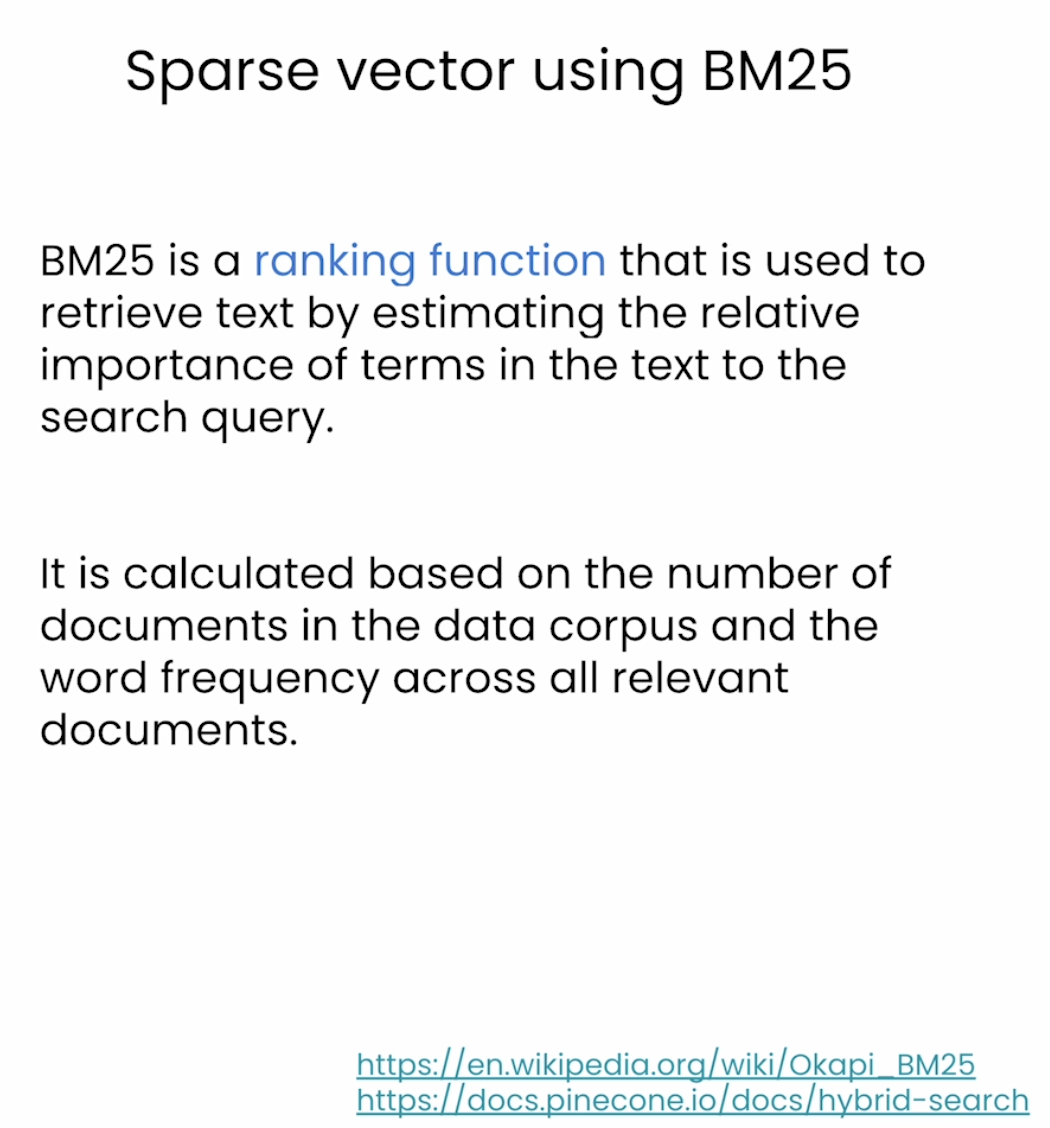 Sparse vector using BM25
BM25 is a ranking function that is used to
retrieve text by estimating the relative
importance of terms in the text to the
search query.
It is calculated based on the number of
documents in the data corpus and the
word frequency across all relevant
documents.
https://en.wikipedia.org/wiki/Okapi_BM25
https://docs.pinecone.io/docs/hybrid-search